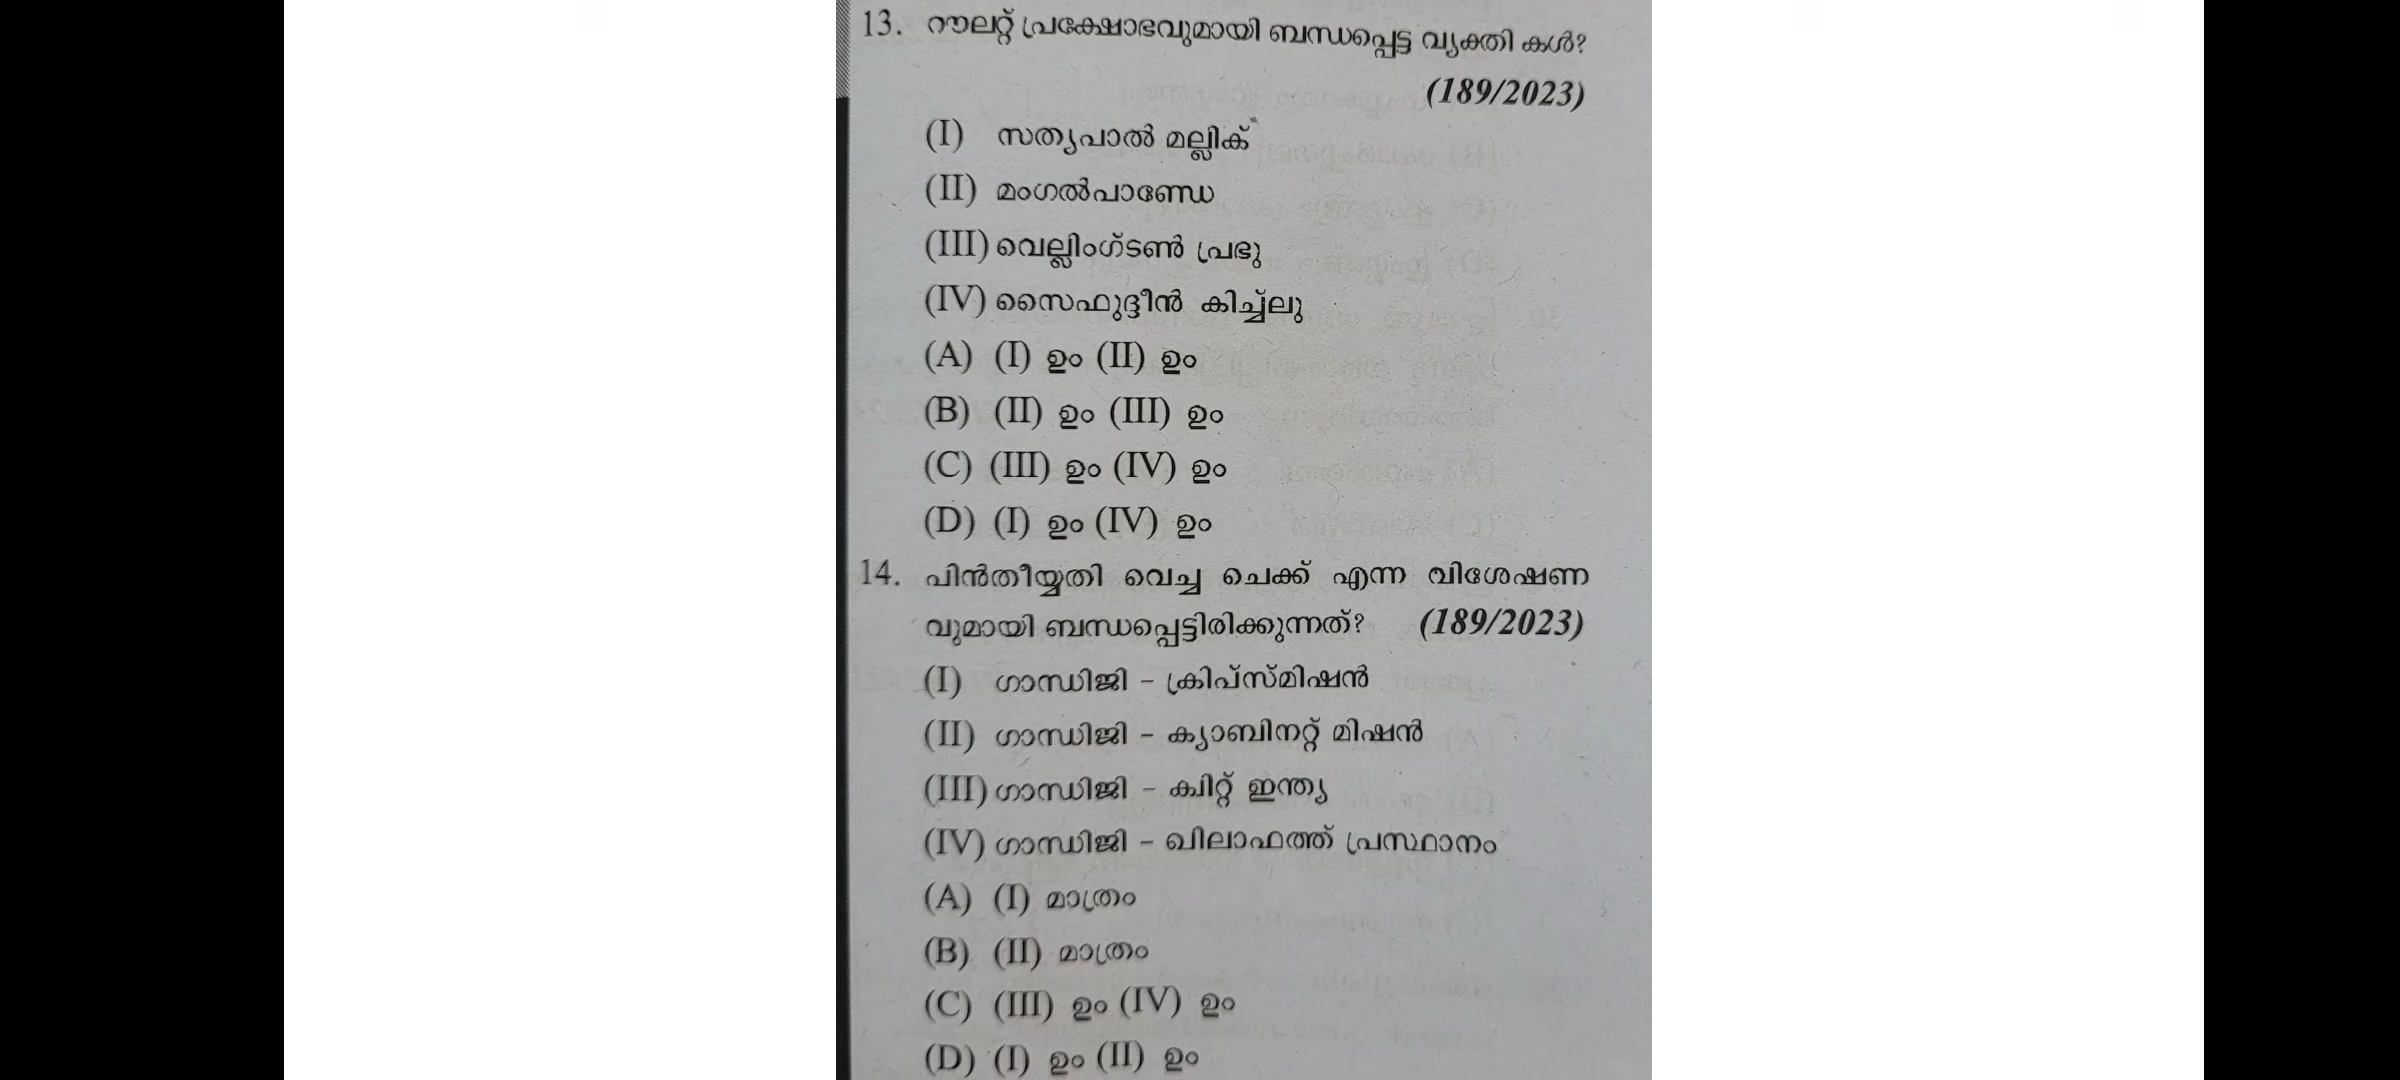 13. റൗലറ്റ് പ്രക്ഷോഭവുമായി ബന്ധപ്പെട്ട വ്യക്തി കൾ?
(189/2023)
(I) സത്യപാൽ മല്ലിക്
(II) മംഗൽപാണ്ഡേ
(III) വെല്ലിംഗ്ടൺ പ്രഭു
(IV) സൈഫുദ്ദീൻ കിച്ച്ലു
(A) (I) ഉം (II) ഉം
(B) (II) ഉം (III) ഉം
(C) (III) ഉം (IV) ഉം
(D) (I) ഉം (IV) ഉം
14. പിൻതീയ്യതി വെച്ച ചെക്ക് എന്ന വിശേഷണ
വുമായി ബന്ധപ്പെട്ടിരിക്കുന്നത്? (189/2023)
(I) ഗാന്ധിജി - ക്രിപ്സ്മിഷൻ
(II) ഗാന്ധിജി - ക്യാബിനറ്റ് മിഷൻ
(III) ഗാന്ധിജി - ക്വിറ്റ് ഇന്ത്യ
(IV) ഗാന്ധിജി - ഖിലാഫത്ത് പ്രസ്ഥാനം
(A) (I) മാത്രം
(B) (II) മാത്രം
(C) (III) ഉം (IV) ഉം
(D) (I) ഉം (II) ഉം